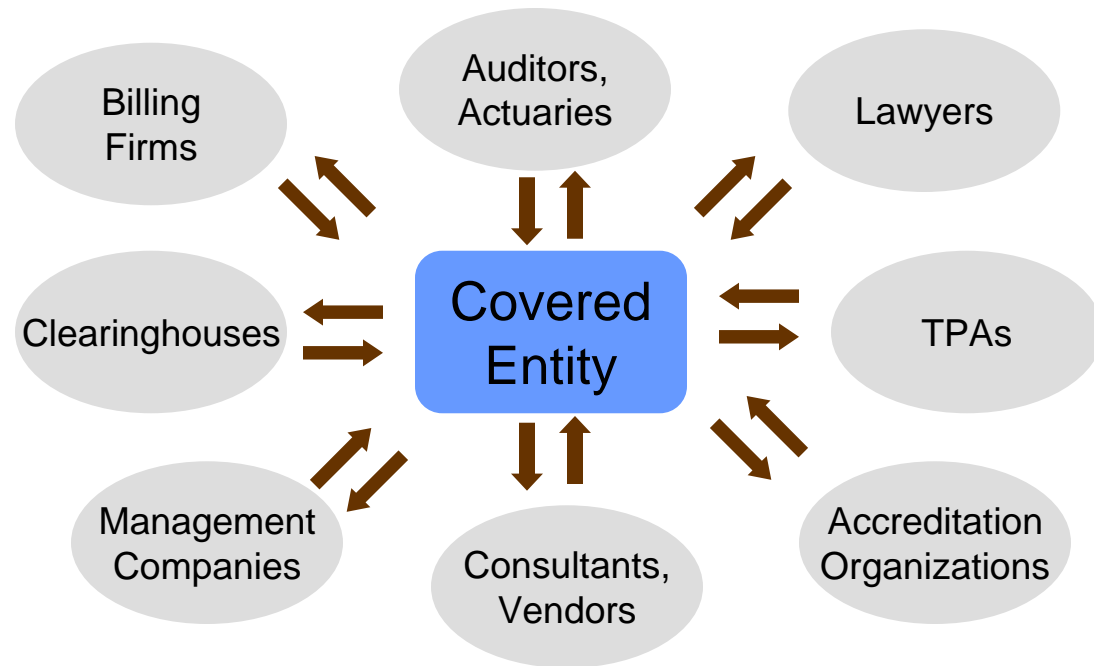 Billing
Firms
Auditors,
Actuaries
Lawyers
Clearinghouses
Covered
Entity
TPAs
Management
Companies
Consultants,
Vendors
Accreditation
Organizations